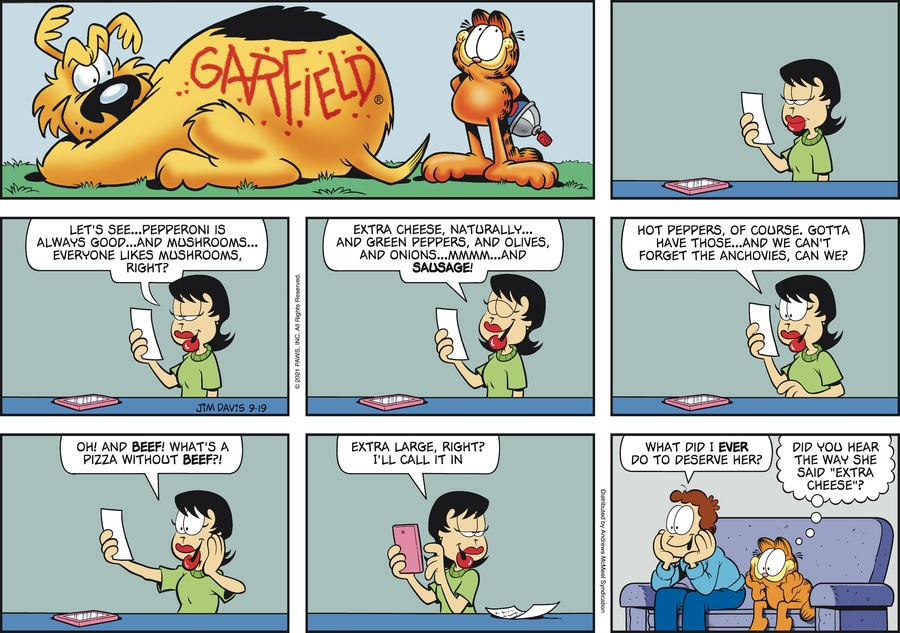 GARFIELD®
LET'S SEE...PEPPERONI IS
ALWAYS GOOD...AND MUSHROOMS...
EVERYONE LIKES MUSHROOMS,
RIGHT?
JIM DAVIS 9-19
© 2021 PAWS, INC. All Rights Reserved.
EXTRA CHEESE, NATURALLY...
AND GREEN PEPPERS, AND OLIVES,
AND ONIONS...MMMM...AND
SAUSAGE!
HOT PEPPERS, OF COURSE. GOTTA
HAVE THOSE...AND WE CAN'T
FORGET THE ANCHOVIES, CAN WE?
OH! AND BEEF! WHAT'S A
PIZZA WITHOUT BEEF?!
EXTRA LARGE, RIGHT?
I'LL CALL IT IN
Distributed by Andrews McMeel Syndication
WHAT DID I EVER
DO TO DESERVE HER?
DID YOU HEAR
THE WAY SHE
SAID "EXTRA
CHEESE"?